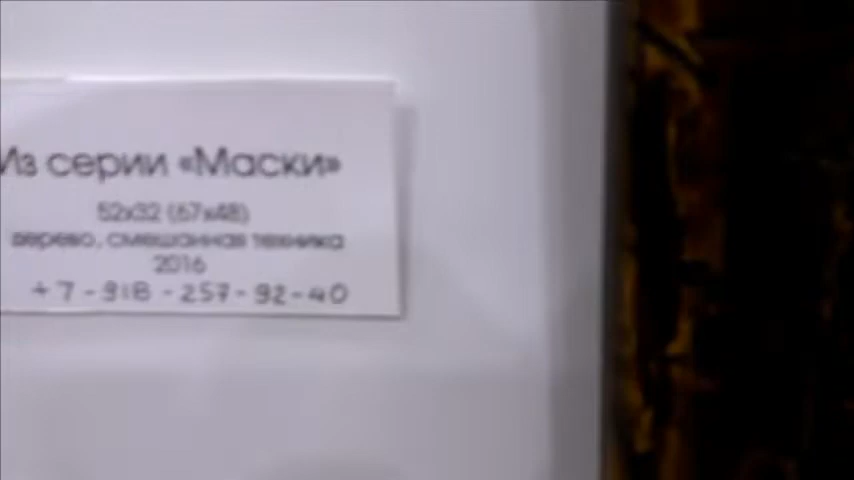 Из серии «Маски»
52x32 (67x48)
дерево, смешанная техника
2016
+7-918-257-92-40